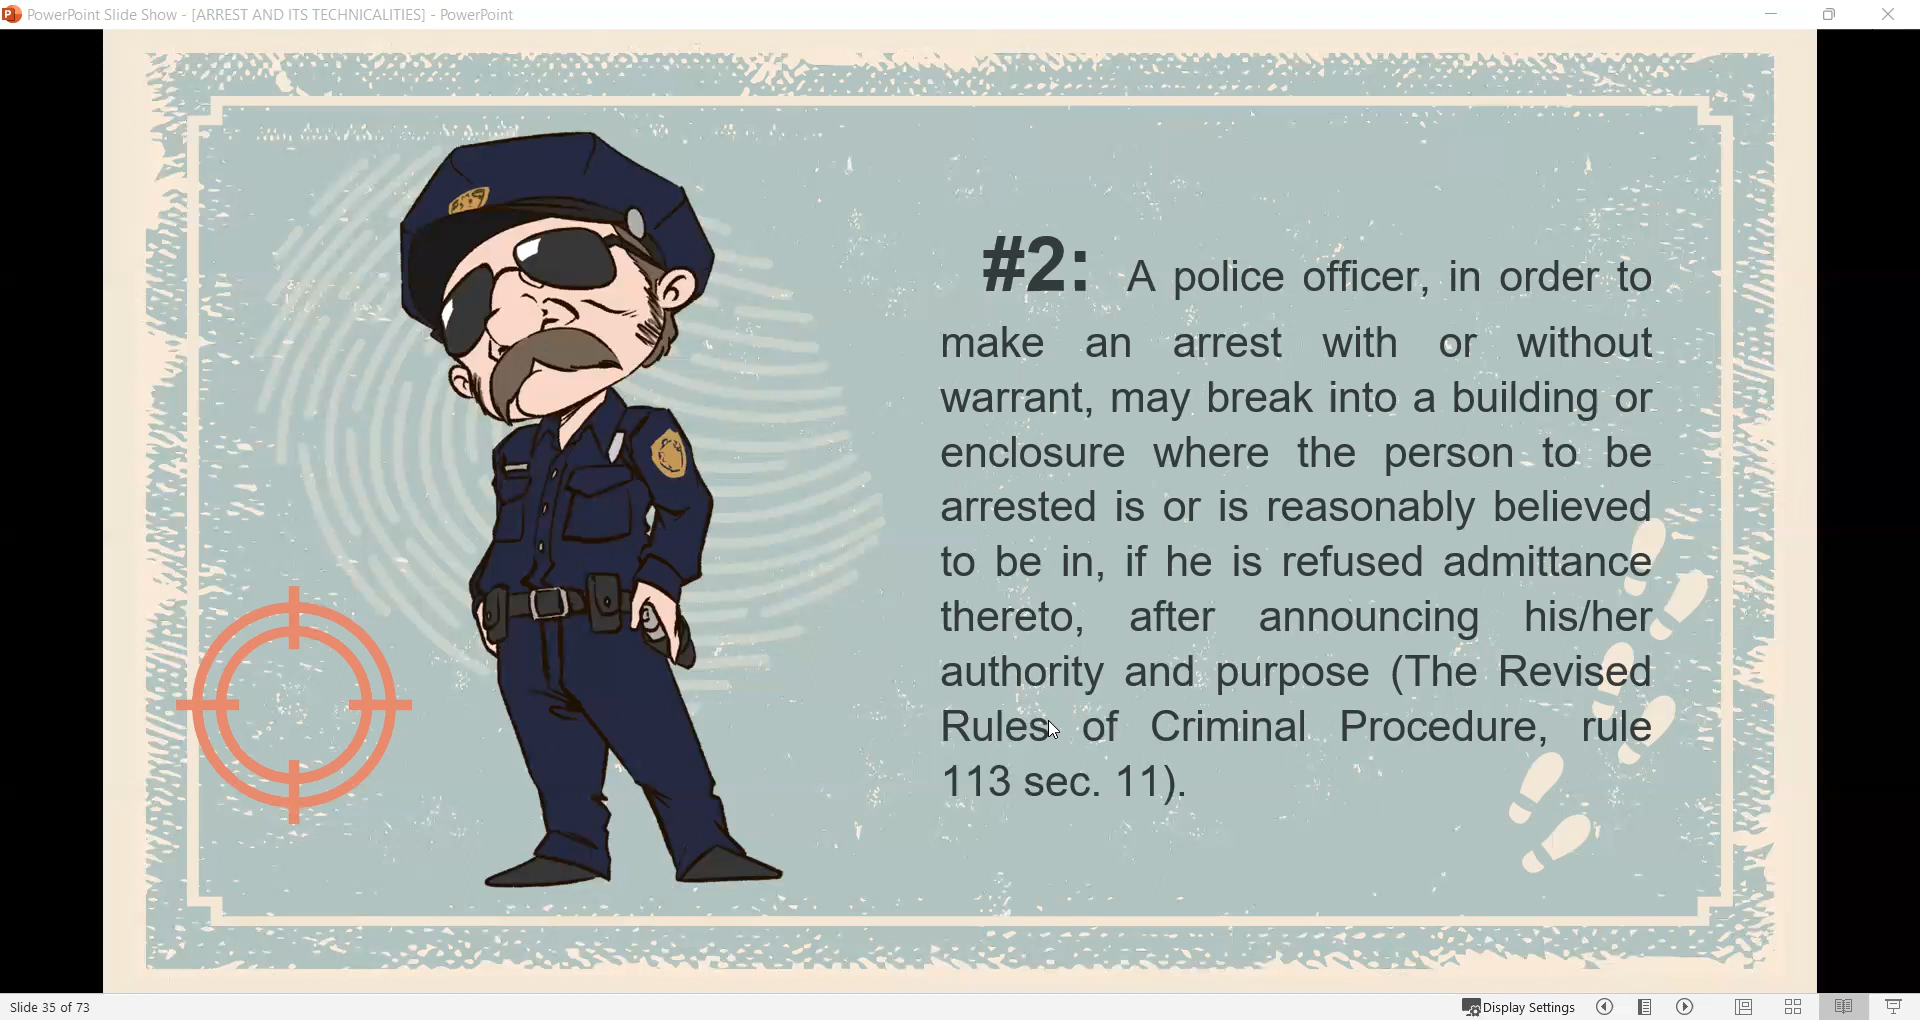 PowerPoint Slide Show - [ARREST AND ITS TECHNICALITIES] - PowerPoint
#2: A police officer, in order to
make an arrest with or without
warrant, may break into a building or
enclosure where the person to be
arrested is or is reasonably believed
to be in, if he is refused admittance
thereto, after announcing his/her
authority and purpose (The Revised
Rules of Criminal Procedure, rule
113 sec. 11).
Slide 35 of 73
Display Settings